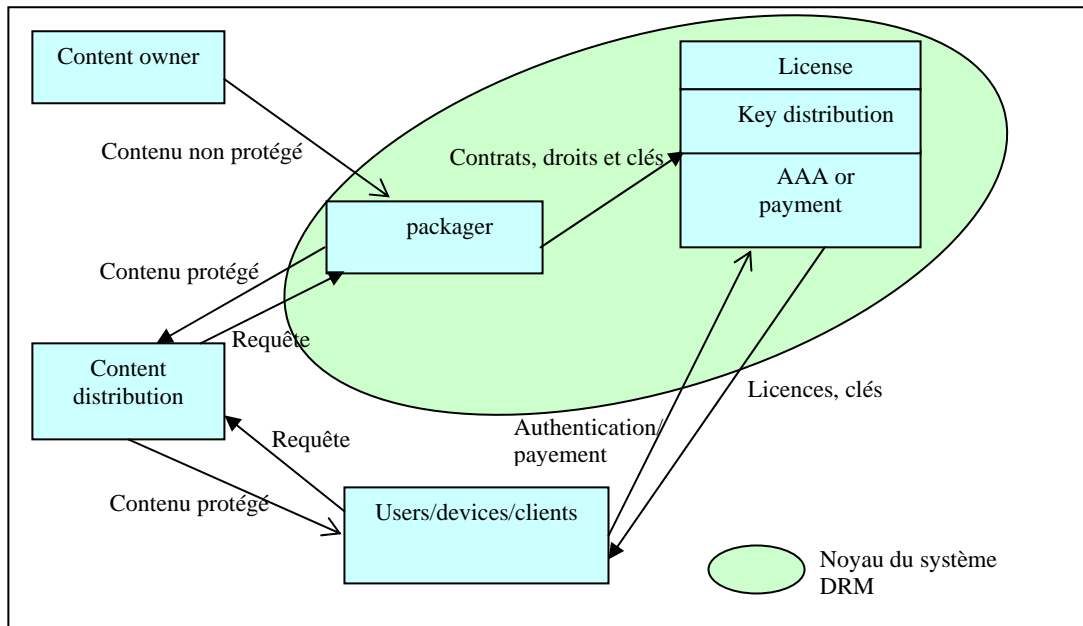 Content owner
License
Key distribution
AAA or
payment
Contenu non protégé
Contrats, droits et clés
packager
Contenu protégé
Requête
Content
distribution
Licences, clés
Authentication/
payement
Requête
Contenu protégé
Users/devices/clients
Noyau du système
DRM